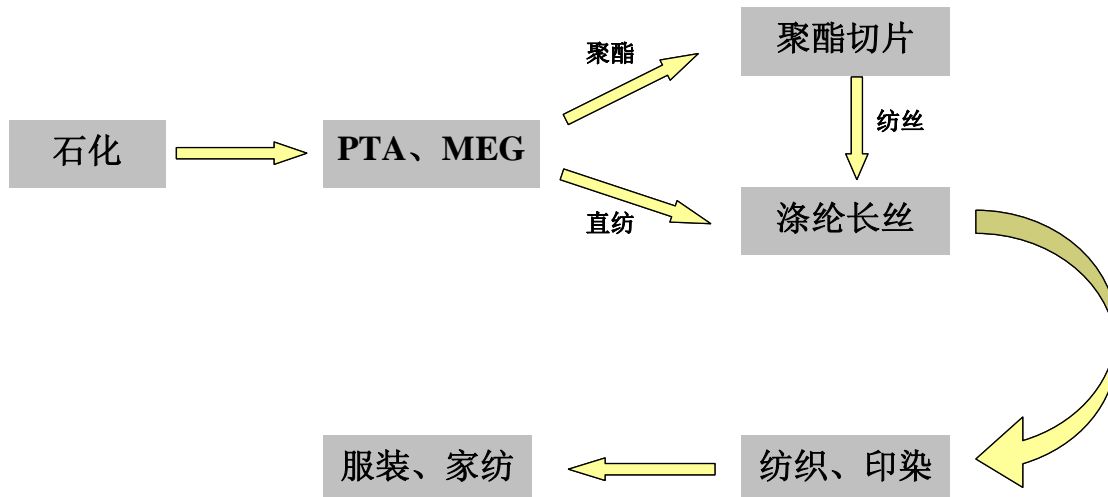 聚酯切片
聚酯
纺丝
石化
PTA、MEG
直纺
涤纶长丝
服装、家纺
纺织、印染